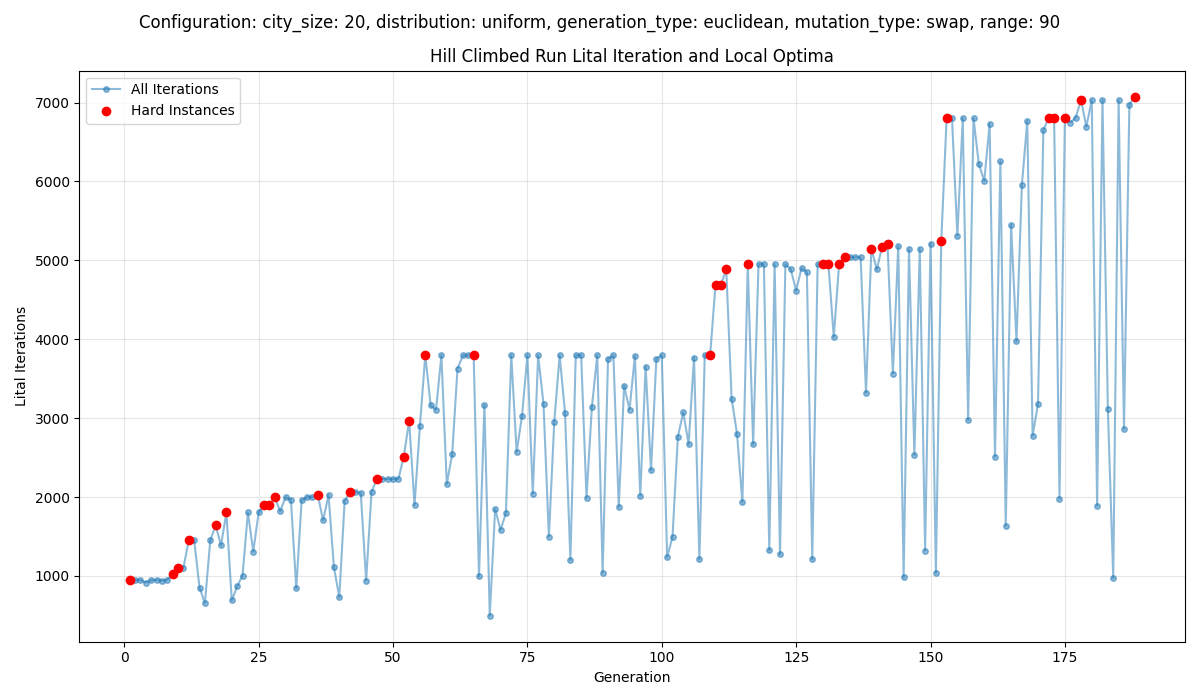 Configuration: city_size: 20, distribution: uniform, generation_type: euclidean, mutation_type: swap, range: 90
Hill Climbed Run Lital Iteration and Local Optima
All Iterations
Hard Instances
7000
6000
5000
4000
3000
2000
1000
Lital Iterations
0 25 50 75 100 125 150 175
Generation